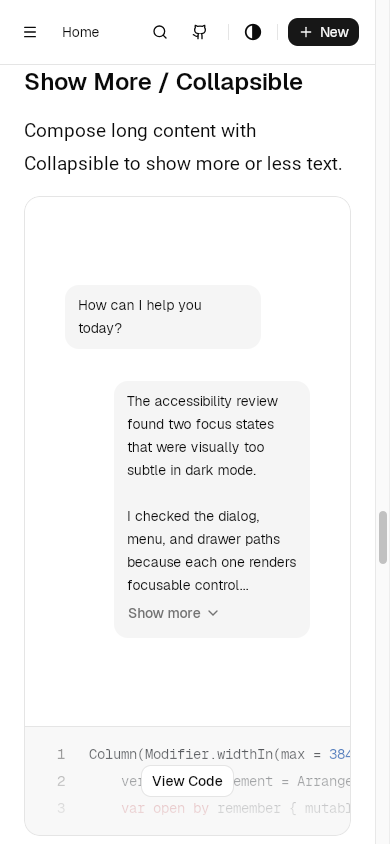 Home
New
Show More / Collapsible
Compose long content with
Collapsible to show more or less text.
How can I help you
today?
The accessibility review
found two focus states
that were visually too
subtle in dark mode.
I checked the dialog,
menu, and drawer paths
because each one renders
focusable control...
Show more
1 Column(Modifier.widthIn(max = 384
2 ver ement = Arrange
View Code
3 var open by remember { mutabl